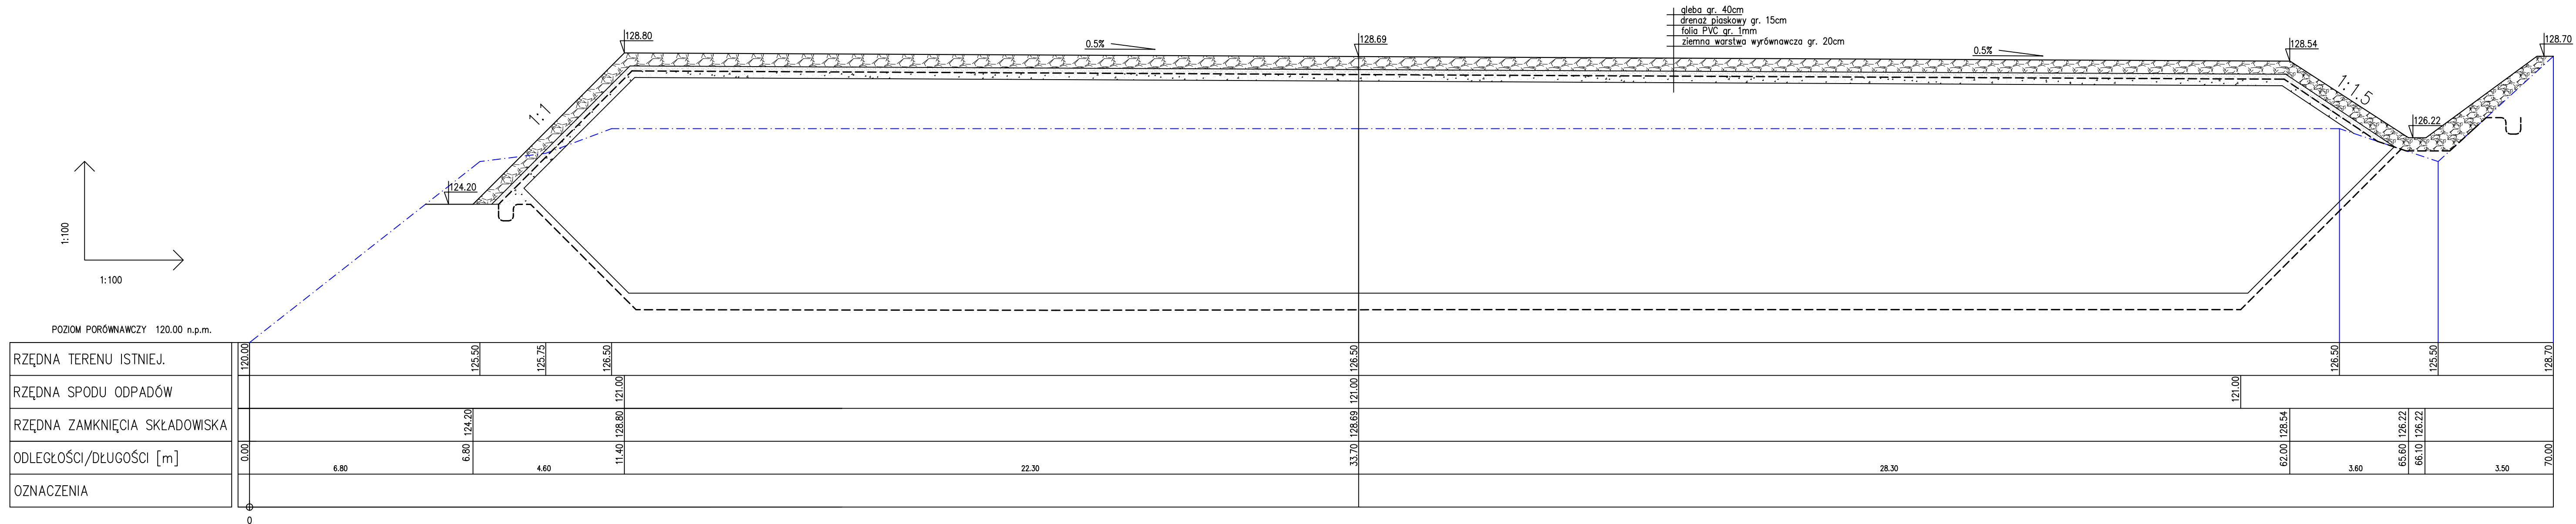 gleba gr. 40cm
drenaż piaskowy gr. 15cm
folia PVC gr. 1mm
ziemna warstwa wyrównawcza gr. 20cm
128.80
0.5%
128.69
0.5%
128.54
128.70
1:1
1:1.5
126.22
124.20
1:100
1:100
POZIOM PORÓWNAWCZY 120.00 n.p.m.
RZĘDNA TERENU ISTNIEJ. 120.00 125.50 125.75 126.50 126.50 126.50 125.50 128.70
RZĘDNA SPODU ODPADÓW 121.00 121.00 121.00
RZĘDNA ZAMKNIĘCIA SKŁADOWISKA 124.20 128.80 128.69 128.54 126.22 126.22
ODLEGŁOŚCI/DŁUGOŚCI [m] 0.00 6.80 11.40 33.70 62.00 65.60 66.10 70.00
6.80 4.60 22.30 28.30 3.60 3.50
OZNACZENIA
0